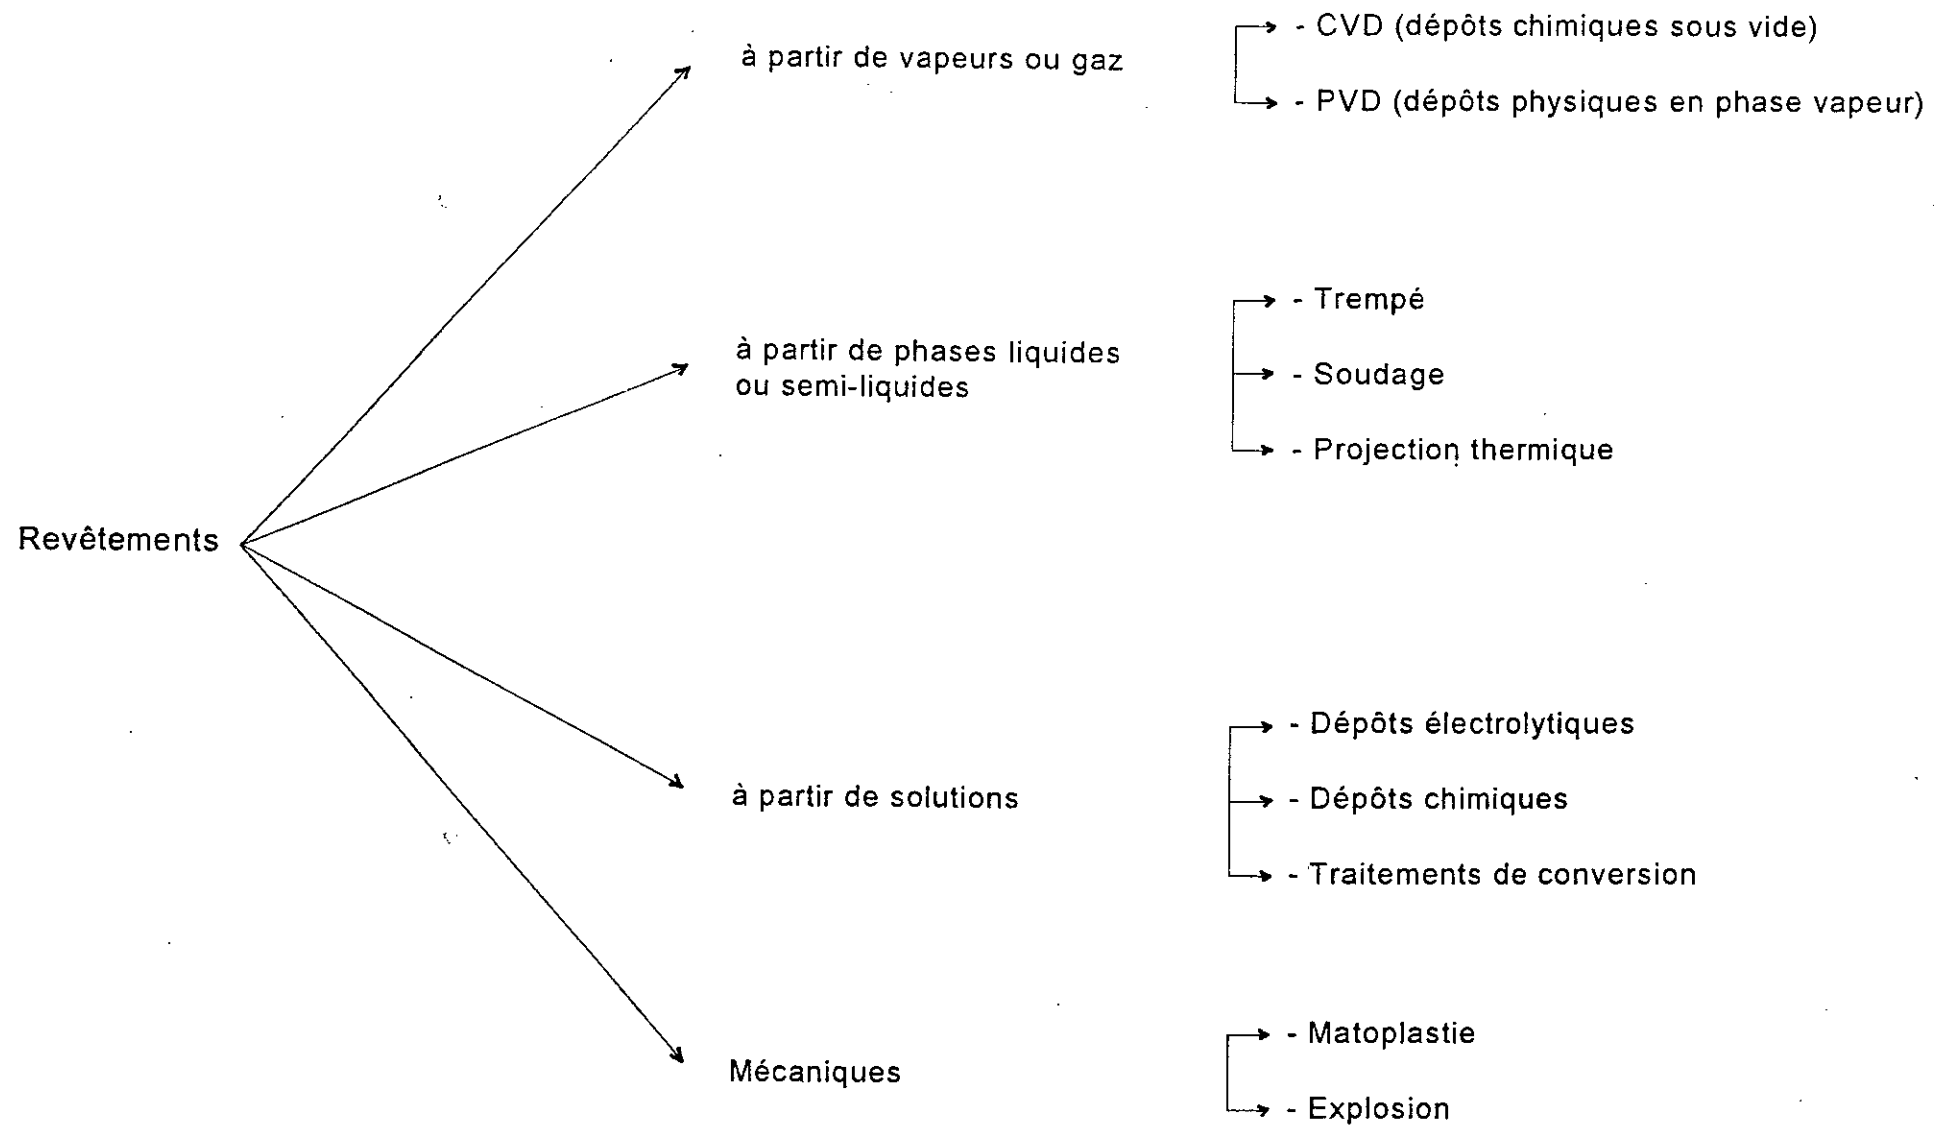 Revêtements
à partir de vapeurs ou gaz
- CVD (dépôts chimiques sous vide)
- PVD (dépôts physiques en phase vapeur)
à partir de phases liquides
ou semi-liquides
- Trempé
- Soudage
- Projection thermique
à partir de solutions
- Dépôts électrolytiques
- Dépôts chimiques
- Traitements de conversion
Mécaniques
- Matoplastie
- Explosion